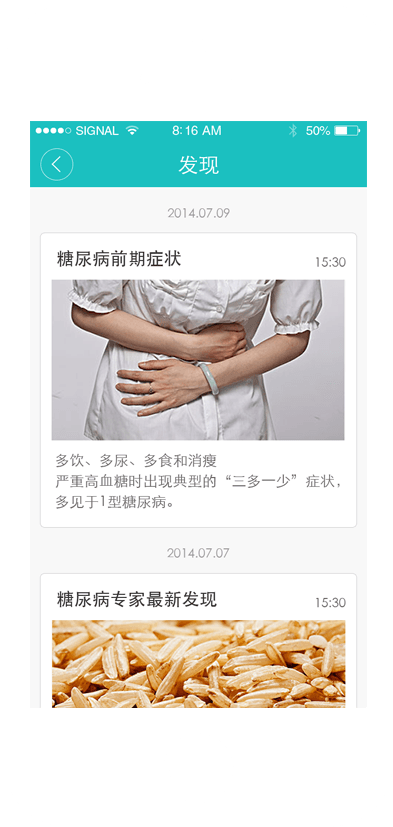 SIGNAL 8:16 AM 50%
发现
2014.07.09
糖尿病前期症状 15:30
多饮、多尿、多食和消瘦
严重高血糖时出现典型的“三多一少”症状，
多见于1型糖尿病。
2014.07.07
糖尿病专家最新发现 15:30